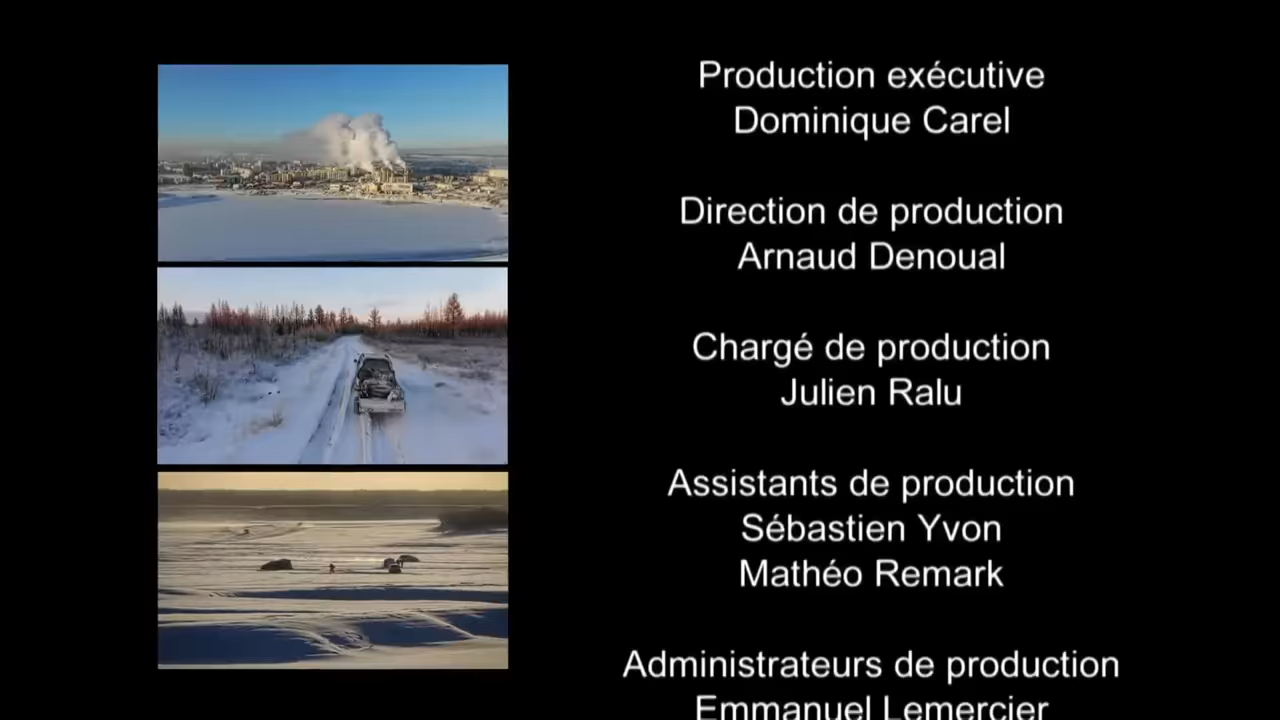 Production exécutive
Dominique Carel
Direction de production
Arnaud Denoual
Chargé de production
Julien Ralu
Assistants de production
Sébastien Yvon
Mathéo Remark
Administrateurs de production
Emmanuel Lemercier